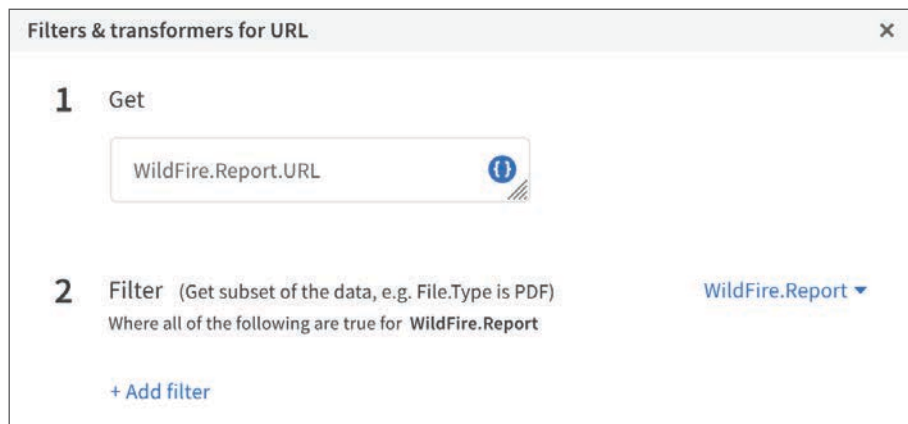 Filters & transformers for URL
1 Get
WildFire.Report.URL
2 Filter (Get subset of the data, e.g. File.Type is PDF) WildFire.Report
Where all of the following are true for WildFire.Report
+ Add filter